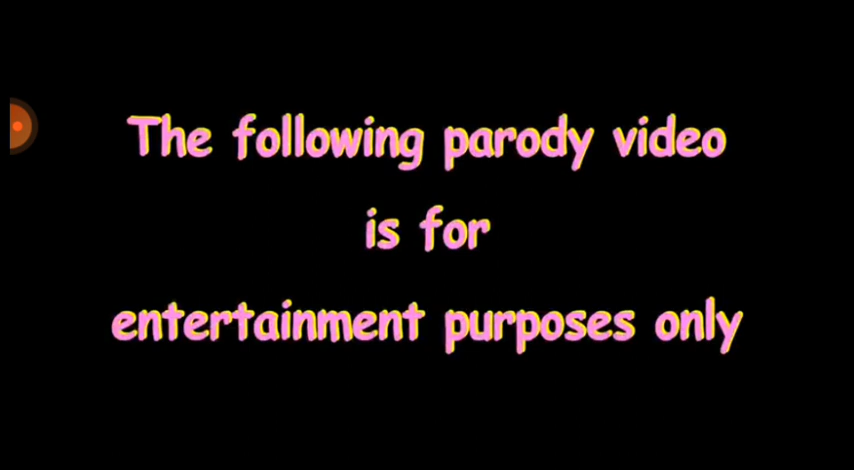 The following parody video
is for
entertainment purposes only